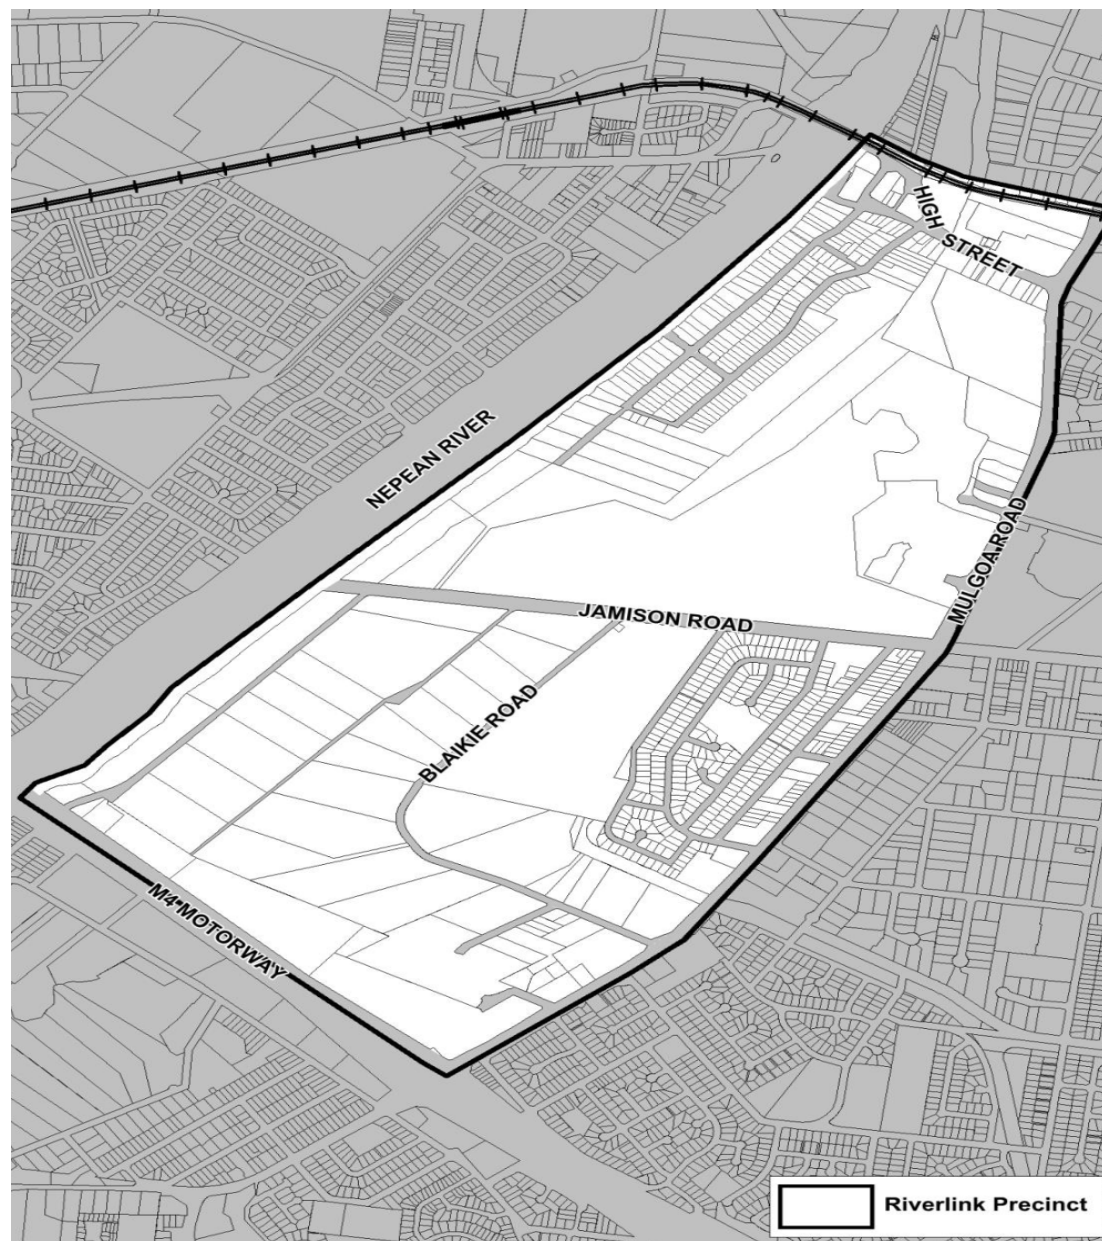 HIGH STREET
NEPEAN RIVER
MULGOA ROAD
JAMISON ROAD
BLAIKIE ROAD
M4 MOTORWAY
Riverlink Precinct